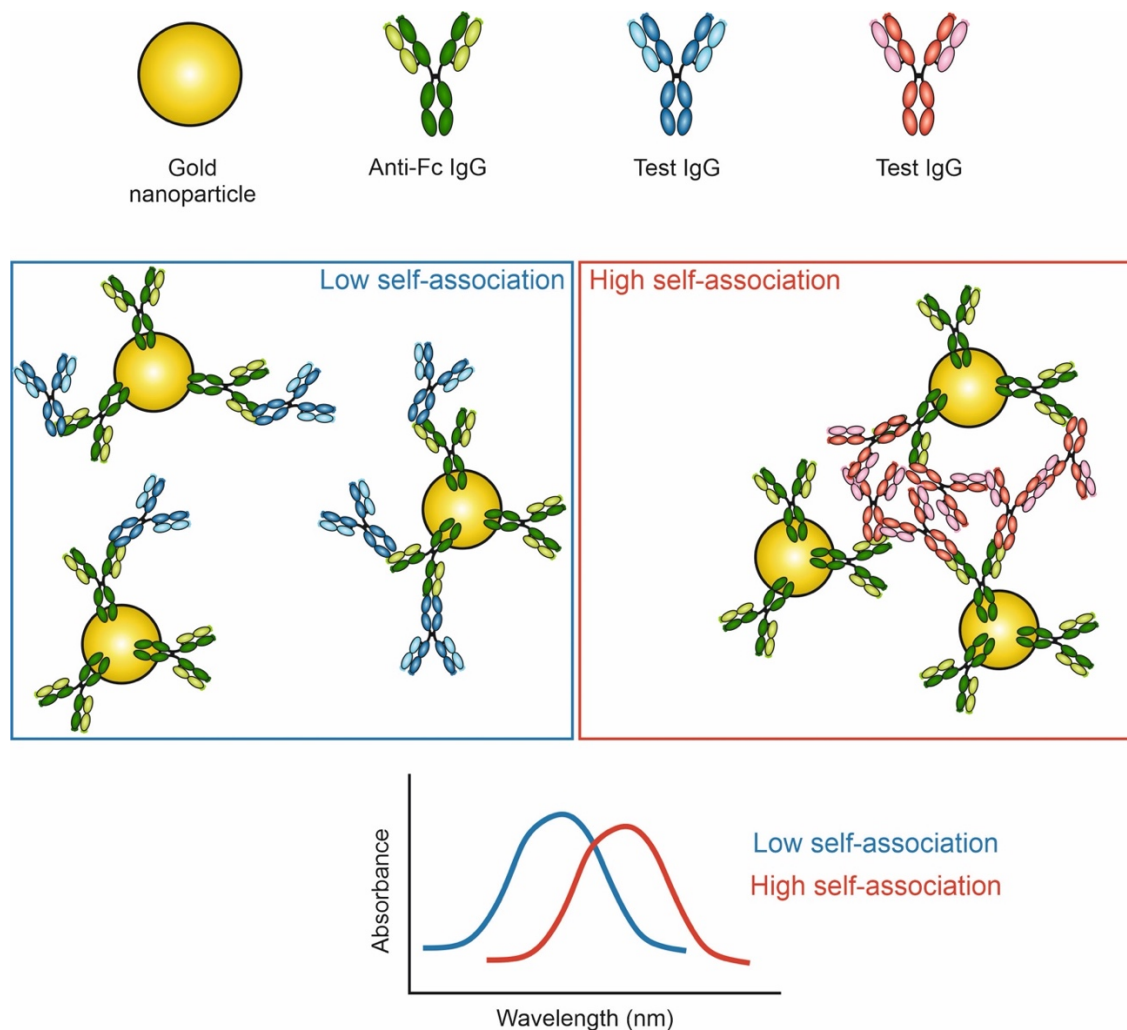 Gold
nanoparticle
Anti-Fc IgG
Test IgG
Test IgG
Low self-association
High self-association
Absorbance
Low self-association
High self-association
Wavelength (nm)